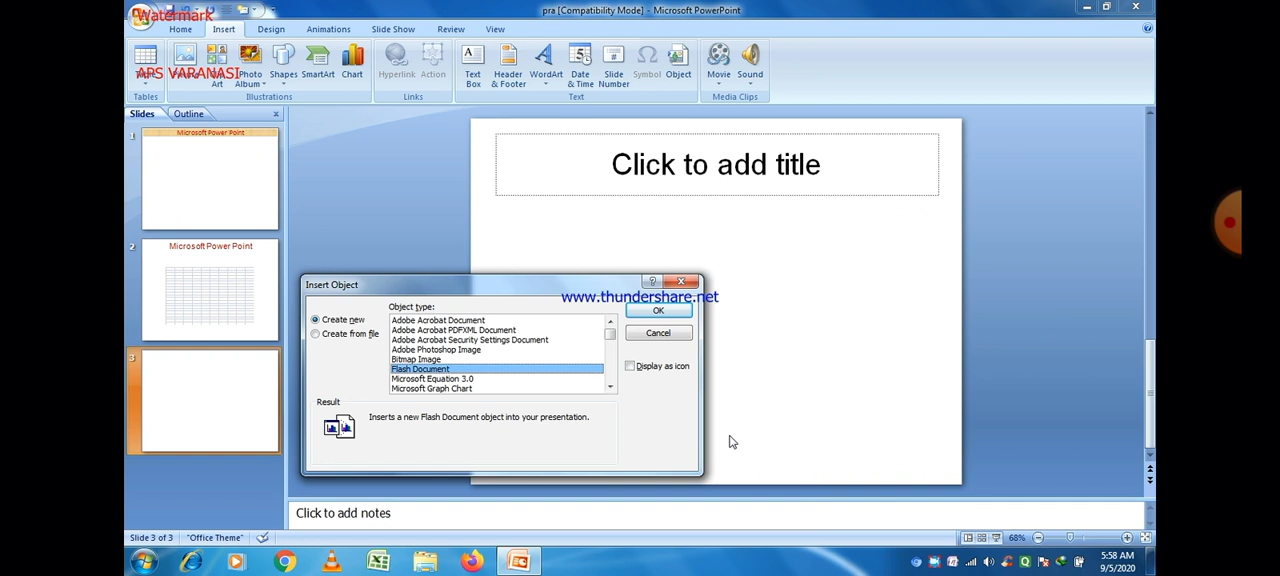 Watermark
pra [Compatibility Mode] - Microsoft PowerPoint
Home Insert Design Animations Slide Show Review View
APS VARANASI
Art Photo Album Shapes SmartArt Chart Hyperlink Action Text Box Header & Footer WordArt Date & Time Slide Number Symbol Object Movie Sound
Tables Illustrations Links Text Media Clips
Slides Outline
1
Microsoft Power Point
2
Microsoft Power Point
3
Click to add title
Insert Object
www.thundershare.net
Object type:
Create new
Create from file
Adobe Acrobat Document
Adobe Acrobat PDFXML Document
Adobe Acrobat Security Settings Document
Adobe Photoshop Image
Bitmap Image
Flash Document
Microsoft Equation 3.0
Microsoft Graph Chart
OK
Cancel
Display as icon
Result
Inserts a new Flash Document object into your presentation.
Click to add notes
Slide 3 of 3 "Office Theme" 68%
5:58 AM
9/5/2020